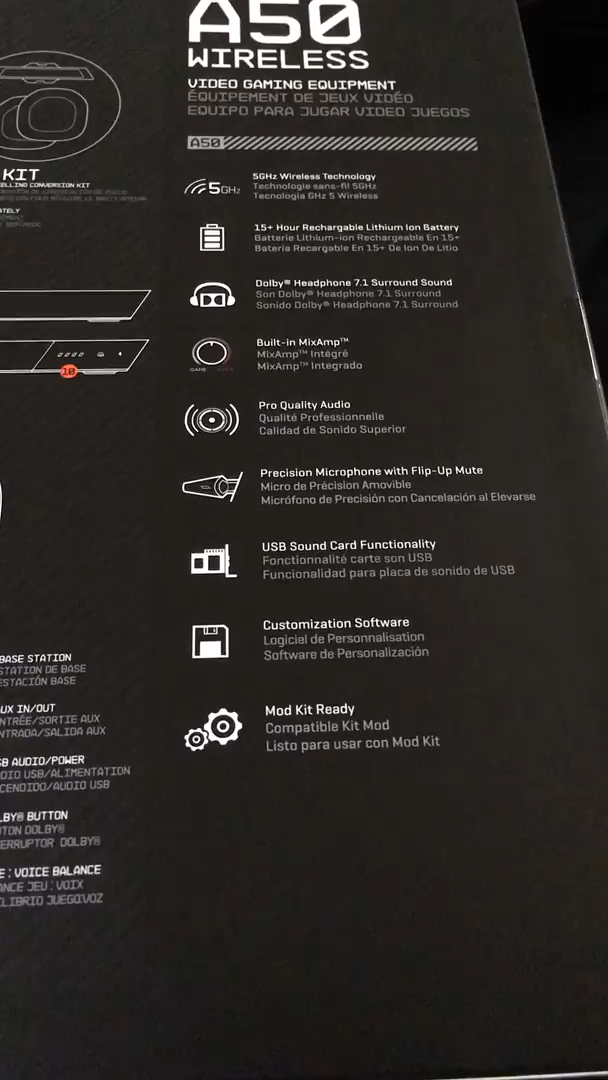 A50
WIRELESS
VIDEO GAMING EQUIPMENT
ÉQUIPEMENT DE JEUX VIDÉO
EQUIPO PARA JUGAR VIDEO JUEGOS
A50
5GHz
5GHz Wireless Technology
Technologie sans-fil 5GHz
Tecnologia GHz 5 Wireless
15+ Hour Rechargable Lithium Ion Battery
Batterie Lithium-ion Rechargeable En 15+
Bateria Recargable En 15+ De Ion De Litio
Dolby® Headphone 7.1 Surround Sound
Son Dolby® Headphone 7.1 Surround
Sonido Dolby® Headphone 7.1 Surround
GAME VOICE
Built-in MixAmp™
MixAmp™ Intégré
MixAmp™ Integrado
Pro Quality Audio
Qualité Professionnelle
Calidad de Sonido Superior
Precision Microphone with Flip-Up Mute
Micro de Précision Amovible
Micrófono de Precisión con Cancelación al Elevarse
USB Sound Card Functionality
Fonctionnalité carte son USB
Funcionalidad para placa de sonido de USB
Customization Software
Logiciel de Personnalisation
Software de Personalización
Mod Kit Ready
Compatible Kit Mod
Listo para usar con Mod Kit
KIT
ELLING CONVERSION KIT
ATELY
10
BASE STATION
STATION DE BASE
ESTACIÓN BASE
UX IN/OUT
NTRÉE/SORTIE AUX
NTRADA/SALIDA AUX
SB AUDIO/POWER
DIO USB/ALIMENTATION
CENDIDO/AUDIO USB
LBY® BUTTON
TON DOLBY®
ERRUPTOR DOLBY®
E : VOICE BALANCE
ANCE JEU : VOIX
LIBRIO JUEGO:VOZ